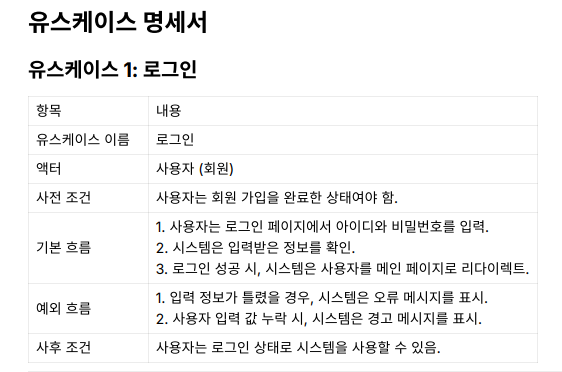 유스케이스 명세서
유스케이스 1: 로그인
항목 내용
유스케이스 이름 로그인
액터 사용자 (회원)
사전 조건 사용자는 회원 가입을 완료한 상태여야 함.
기본 흐름
1. 사용자는 로그인 페이지에서 아이디와 비밀번호를 입력.
2. 시스템은 입력받은 정보를 확인.
3. 로그인 성공 시, 시스템은 사용자를 메인 페이지로 리다이렉트.
예외 흐름
1. 입력 정보가 틀렸을 경우, 시스템은 오류 메시지를 표시.
2. 사용자 입력 값 누락 시, 시스템은 경고 메시지를 표시.
사후 조건 사용자는 로그인 상태로 시스템을 사용할 수 있음.